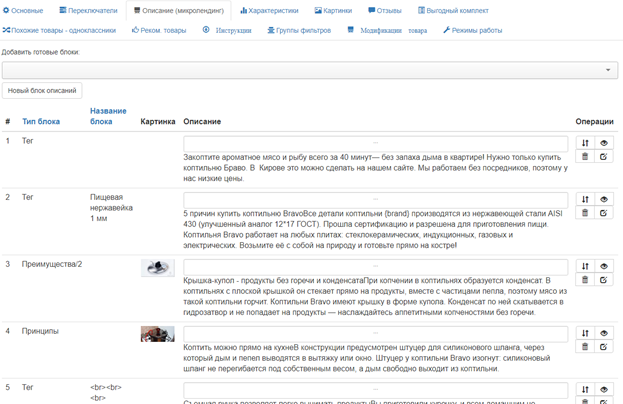 Основные Переключатели Описание (микролендинг) Характеристики Картинки Отзывы Выгодный комплект
Похожие товары - одноклассники Реком. товары Инструкции Группы фильтров Модификации товара Режимы работы
Добавить готовые блоки:
Новый блок описаний
# Тип блока Название блока Картинка Описание Операции
1 Тег
Закоптите ароматное мясо и рыбу всего за 40 минут— без запаха дыма в квартире! Нужно только купить
коптильню Браво. В Кирове это можно сделать на нашем сайте. Мы работаем без посредников, поэтому у
нас низкие цены.
2 Тег Пищевая
нержавейка
1 мм
5 причин купить коптильню BravoВсе детали коптильни {brand} производятся из нержавеющей стали AISI
430 (улучшенный аналог 12*17 ГОСТ). Прошла сертификацию и разрешена для приготовления пищи.
Коптильня Bravo работает на любых плитах: стеклокерамических, индукционных, газовых и
электрических. Возьмите её с собой на природу и готовьте прямо на костре!
3 Преимущества/2
Крышка-купол - продукты без горечи и конденсатаПри копчении в коптильнях образуется конденсат. В
коптильнях с плоской крышкой он стекает прямо на продукты, вместе с частицами пепла, поэтому мясо из
такой коптильни горчит. Коптильни Bravo имеют крышку в форме купола. Конденсат по ней скатывается в
гидрозатвор и не попадает на продукты — наслаждайтесь аппетитными копченостями без горечи.
4 Принципы
Коптить можно прямо на кухнеВ конструкции предусмотрен штуцер для силиконового шланга, через
который дым и пепел выводятся в вытяжку или окно. Штуцер у коптильни Bravo изогнут: силиконовый
шланг не перегибается под собственным весом, а дым свободно выходит из коптильни.
5 Тег <br><br>
<br>